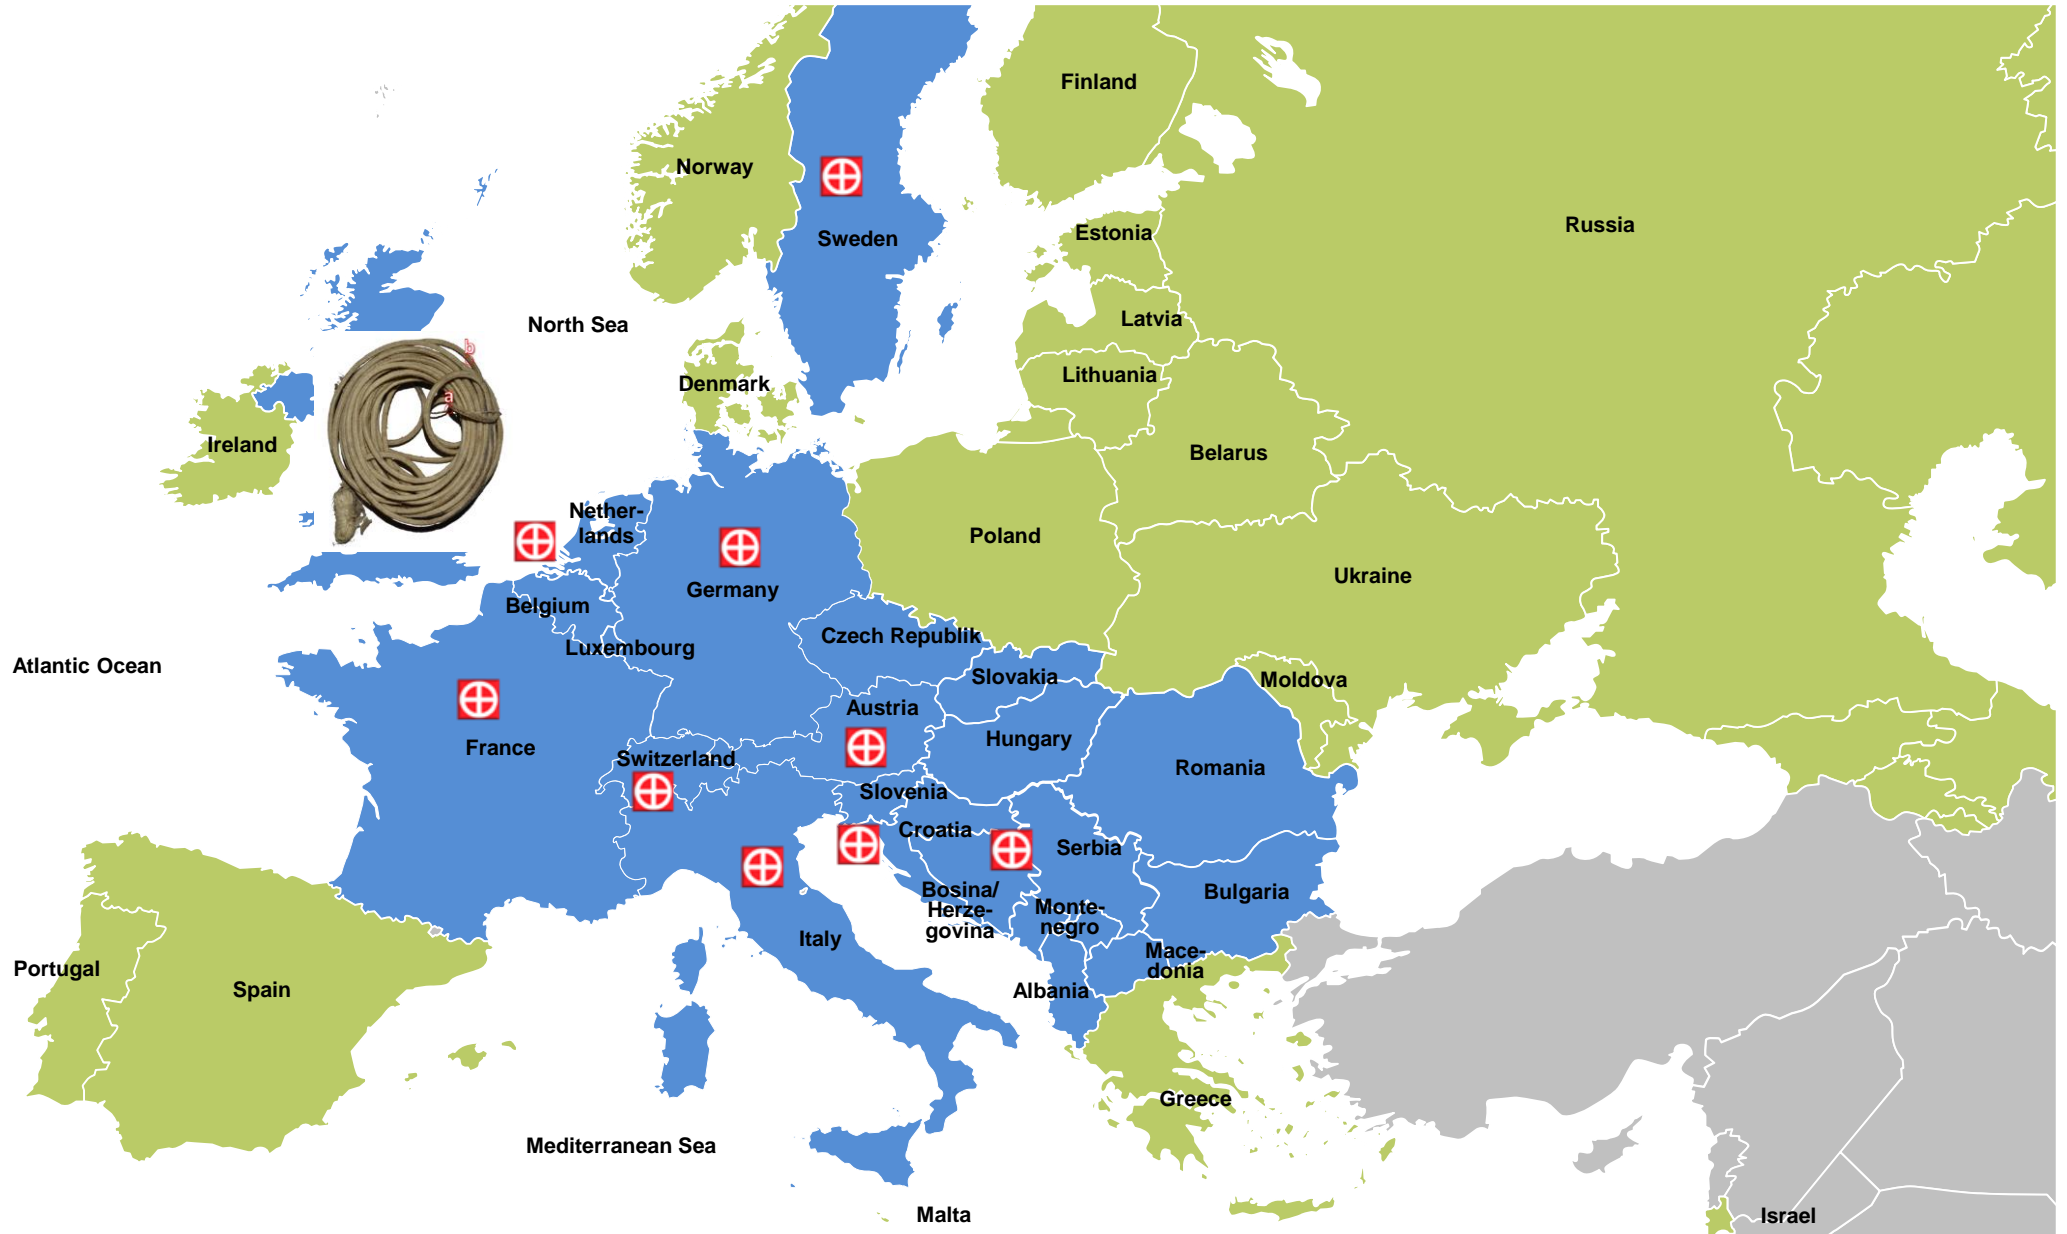 Finland
Norway
Russia
Estonia
Sweden
Latvia
North Sea
b
Lithuania
Denmark
a
Ireland
Belarus
Nether-
lands
Poland
Ukraine
Germany
Belgium
Czech Republik
Luxembourg
Atlantic Ocean
Slovakia
Moldova
Austria
Hungary
France
Switzerland
Romania
Slovenia
Croatia
Serbia
Bosina/
Herze-
govina
Bulgaria
Monte-
negro
Italy
Mace-
donia
Portugal
Spain
Albania
Greece
Mediterranean Sea
Malta
Israel